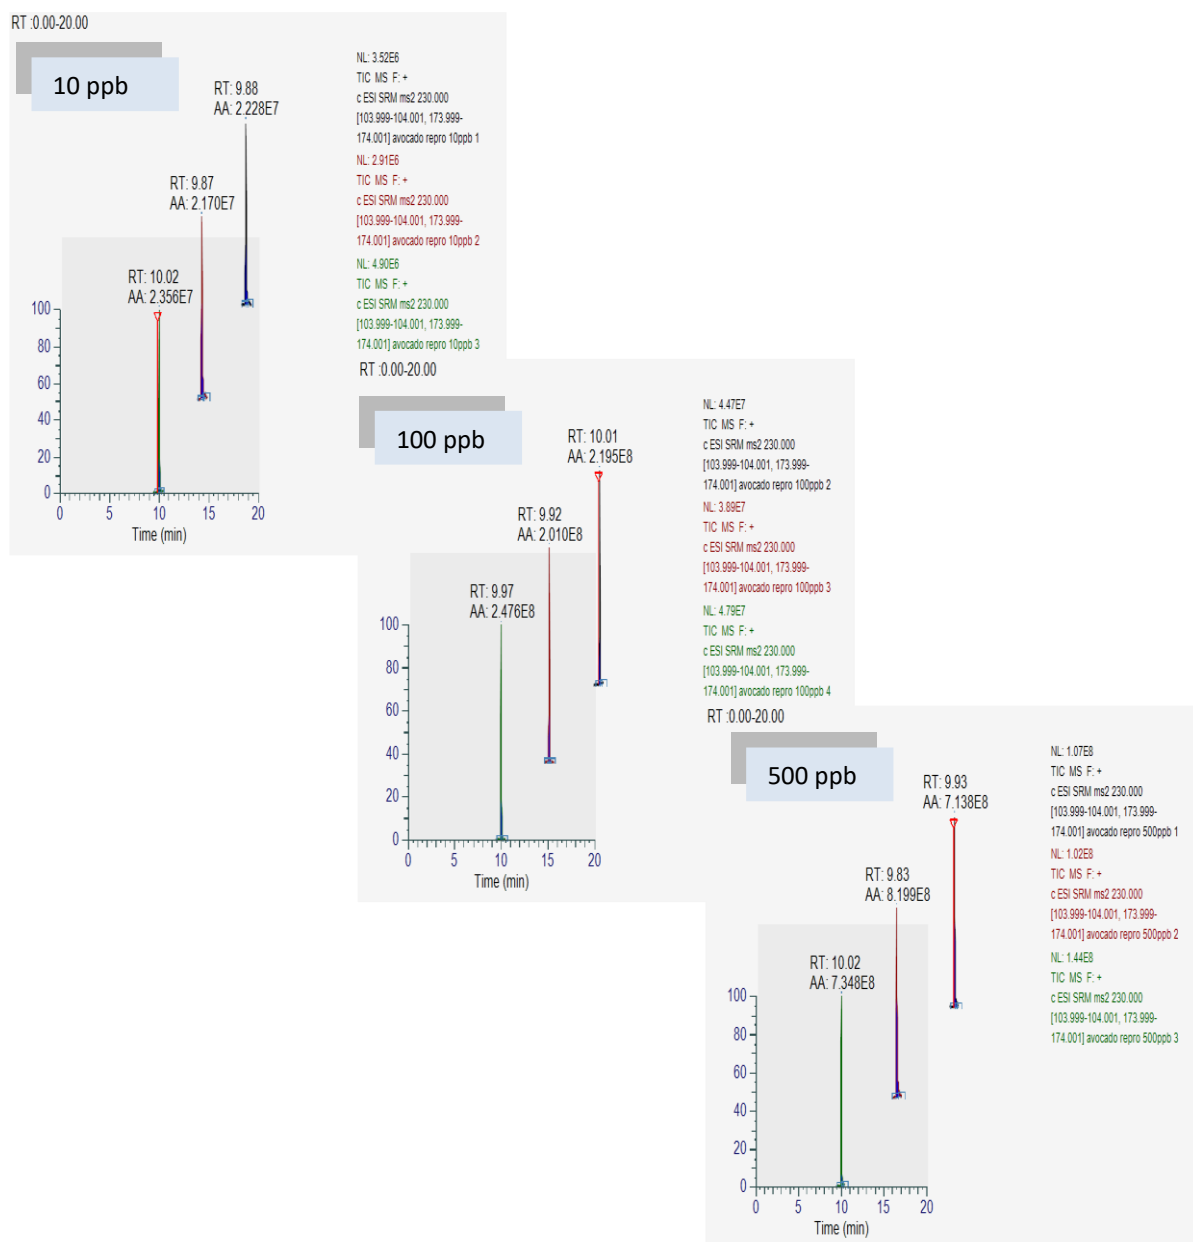 RT :0.00-20.00
10 ppb
RT: 9.88
AA: 2.228E7
RT: 9.87
AA: 2.170E7
RT: 10.02
AA: 2.356E7
100
80
60
40
20
0
0 5 10 15 20
Time (min)
NL: 3.52E6
TIC MS F: +
c ESI SRM ms2 230.000
[103.999-104.001, 173.999-
174.001] avocado repro 10ppb 1
NL: 2.91E6
TIC MS F: +
c ESI SRM ms2 230.000
[103.999-104.001, 173.999-
174.001] avocado repro 10ppb 2
NL: 4.90E6
TIC MS F: +
c ESI SRM ms2 230.000
[103.999-104.001, 173.999-
174.001] avocado repro 10ppb 3
RT :0.00-20.00
100 ppb
RT: 10.01
AA: 2.195E8
RT: 9.92
AA: 2.010E8
RT: 9.97
AA: 2.476E8
100
80
60
40
20
0
0 5 10 15 20
Time (min)
NL: 4.47E7
TIC MS F: +
c ESI SRM ms2 230.000
[103.999-104.001, 173.999-
174.001] avocado repro 100ppb 2
NL: 3.89E7
TIC MS F: +
c ESI SRM ms2 230.000
[103.999-104.001, 173.999-
174.001] avocado repro 100ppb 3
NL: 4.79E7
TIC MS F: +
c ESI SRM ms2 230.000
[103.999-104.001, 173.999-
174.001] avocado repro 100ppb 4
RT :0.00-20.00
500 ppb
RT: 9.93
AA: 7.138E8
RT: 9.83
AA: 8.199E8
RT: 10.02
AA: 7.348E8
100
80
60
40
20
0
0 5 10 15 20
Time (min)
NL: 1.07E8
TIC MS F: +
c ESI SRM ms2 230.000
[103.999-104.001, 173.999-
174.001] avocado repro 500ppb 1
NL: 1.02E8
TIC MS F: +
c ESI SRM ms2 230.000
[103.999-104.001, 173.999-
174.001] avocado repro 500ppb 2
NL: 1.44E8
TIC MS F: +
c ESI SRM ms2 230.000
[103.999-104.001, 173.999-
174.001] avocado repro 500ppb 3